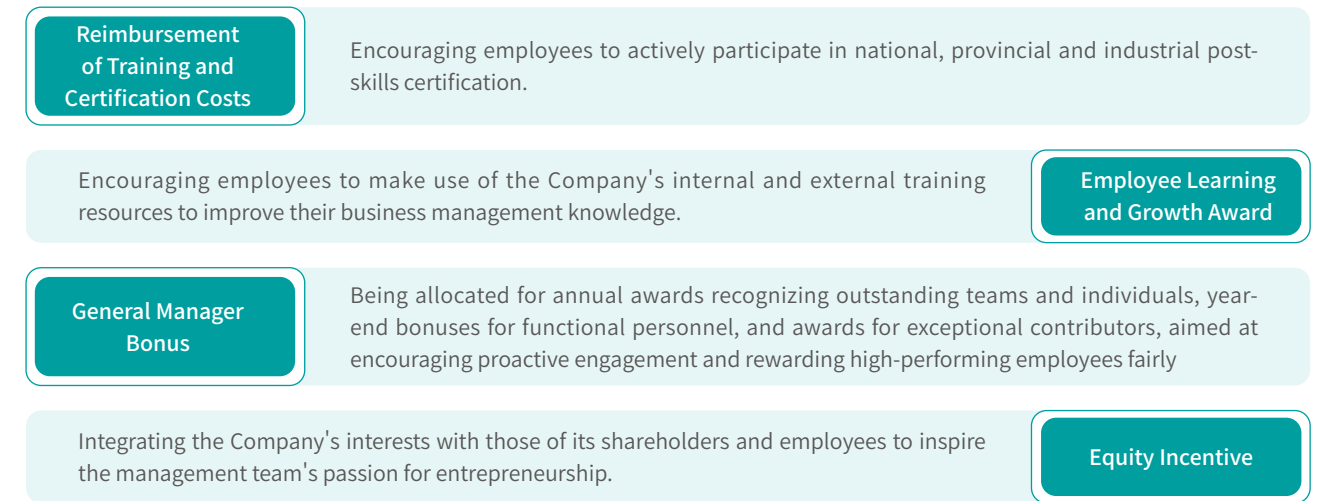 Reimbursement
of Training and
Certification Costs
Encouraging employees to actively participate in national, provincial and industrial post-
skills certification.
Encouraging employees to make use of the Company's internal and external training
resources to improve their business management knowledge.
Employee Learning
and Growth Award
General Manager
Bonus
Being allocated for annual awards recognizing outstanding teams and individuals, year-
end bonuses for functional personnel, and awards for exceptional contributors, aimed at
encouraging proactive engagement and rewarding high-performing employees fairly
Integrating the Company's interests with those of its shareholders and employees to inspire
the management team's passion for entrepreneurship.
Equity Incentive